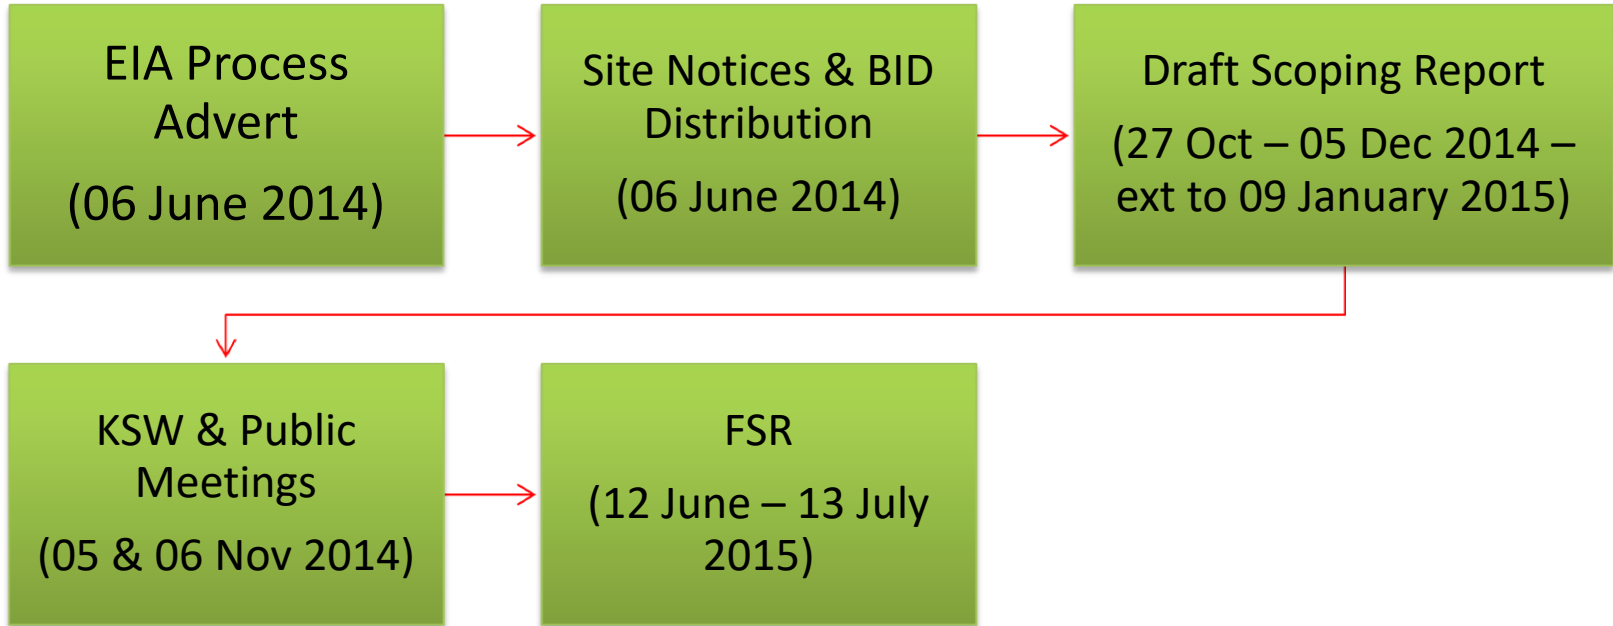 EIA Process
Advert
(06 June 2014)
Site Notices & BID
Distribution
(06 June 2014)
Draft Scoping Report
(27 Oct – 05 Dec 2014 –
ext to 09 January 2015)
KSW & Public
Meetings
(05 & 06 Nov 2014)
FSR
(12 June – 13 July
2015)